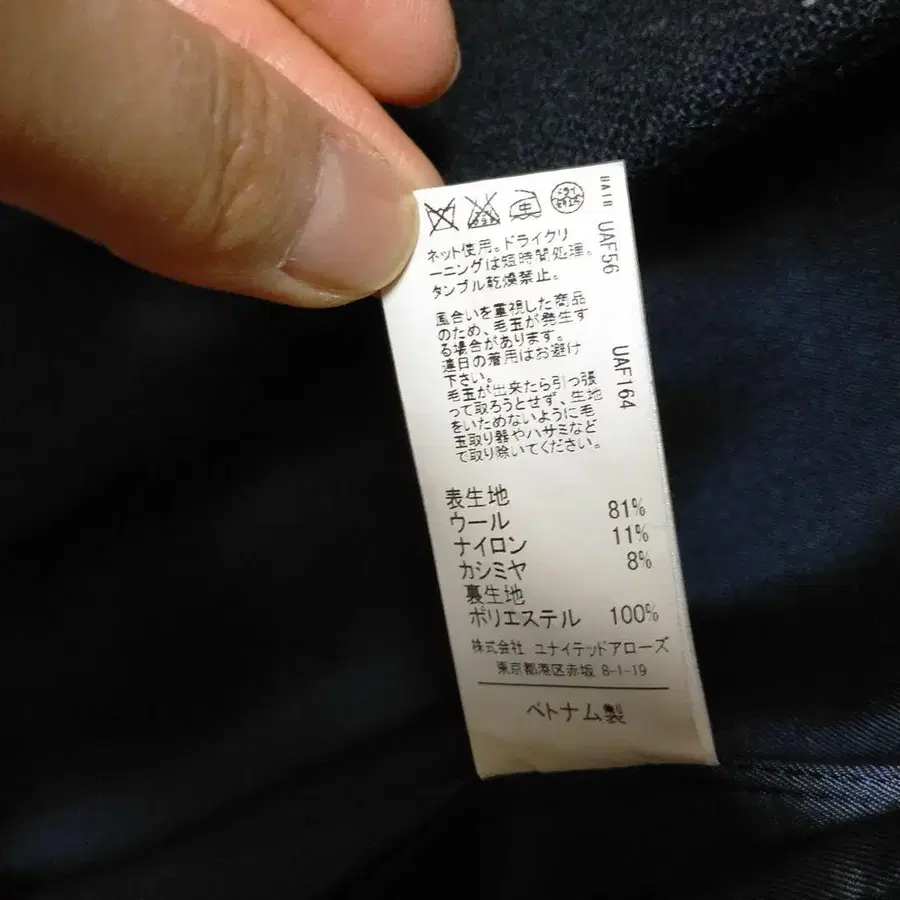 ネット使用。ドライクリ
ーニングは短時間処理。
タンブル乾燥禁止。
風合いを重視した商品
のため、毛玉が発生す
る場合があります。
連日の着用はお避け
下さい。
毛玉が出来たら引っ張
って取ろうとせず、生地
をいためないように毛
玉取り器やハサミなど
で取り除いてください。
表生地
ウール 81%
ナイロン 11%
カシミヤ 8%
裏生地
ポリエステル 100%
株式会社 ユナイテッドアローズ
東京都港区赤坂 8-1-19
ベトナム製
UAF56
UAF164